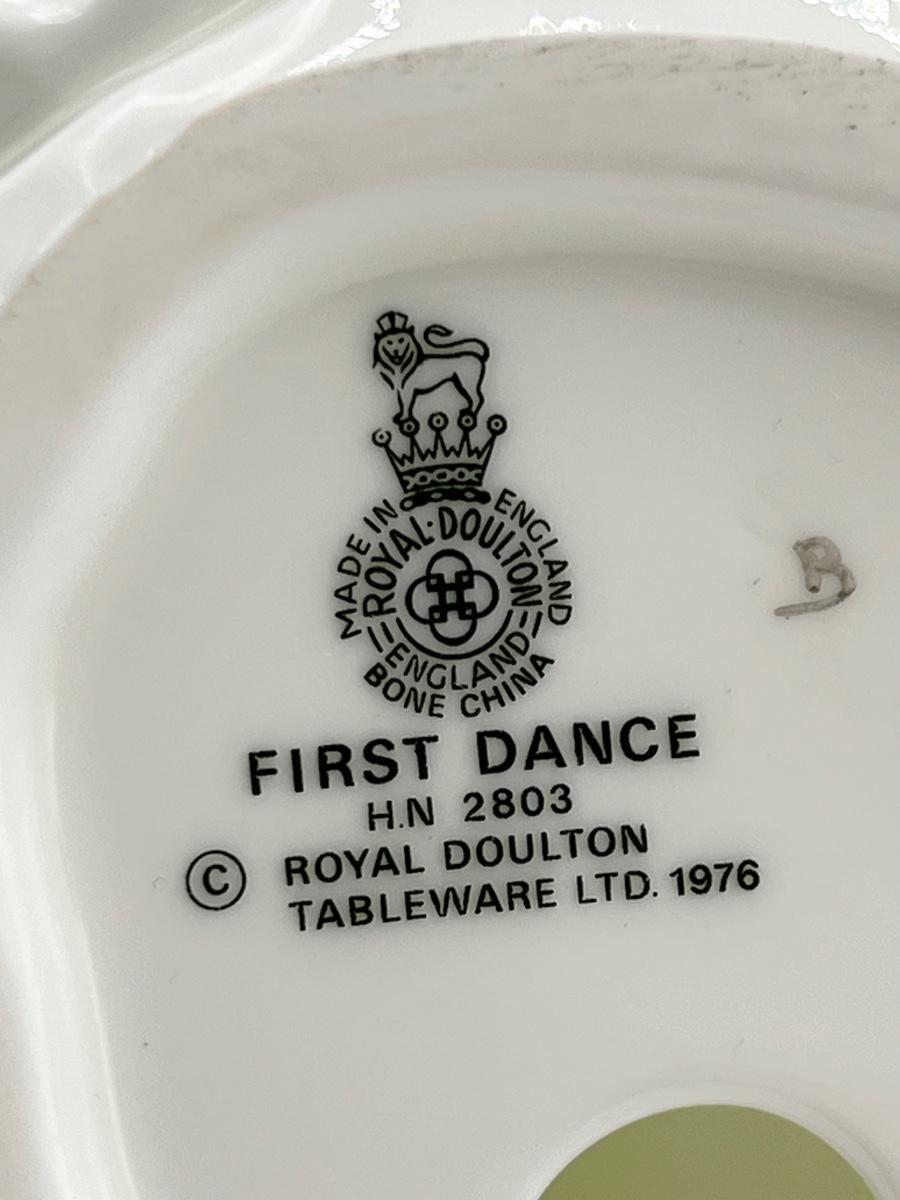 MADE IN ENGLAND
ROYAL·DOULTON
ENGLAND
BONE CHINA
FIRST DANCE
H.N 2803
© ROYAL DOULTON
TABLEWARE LTD. 1976
B